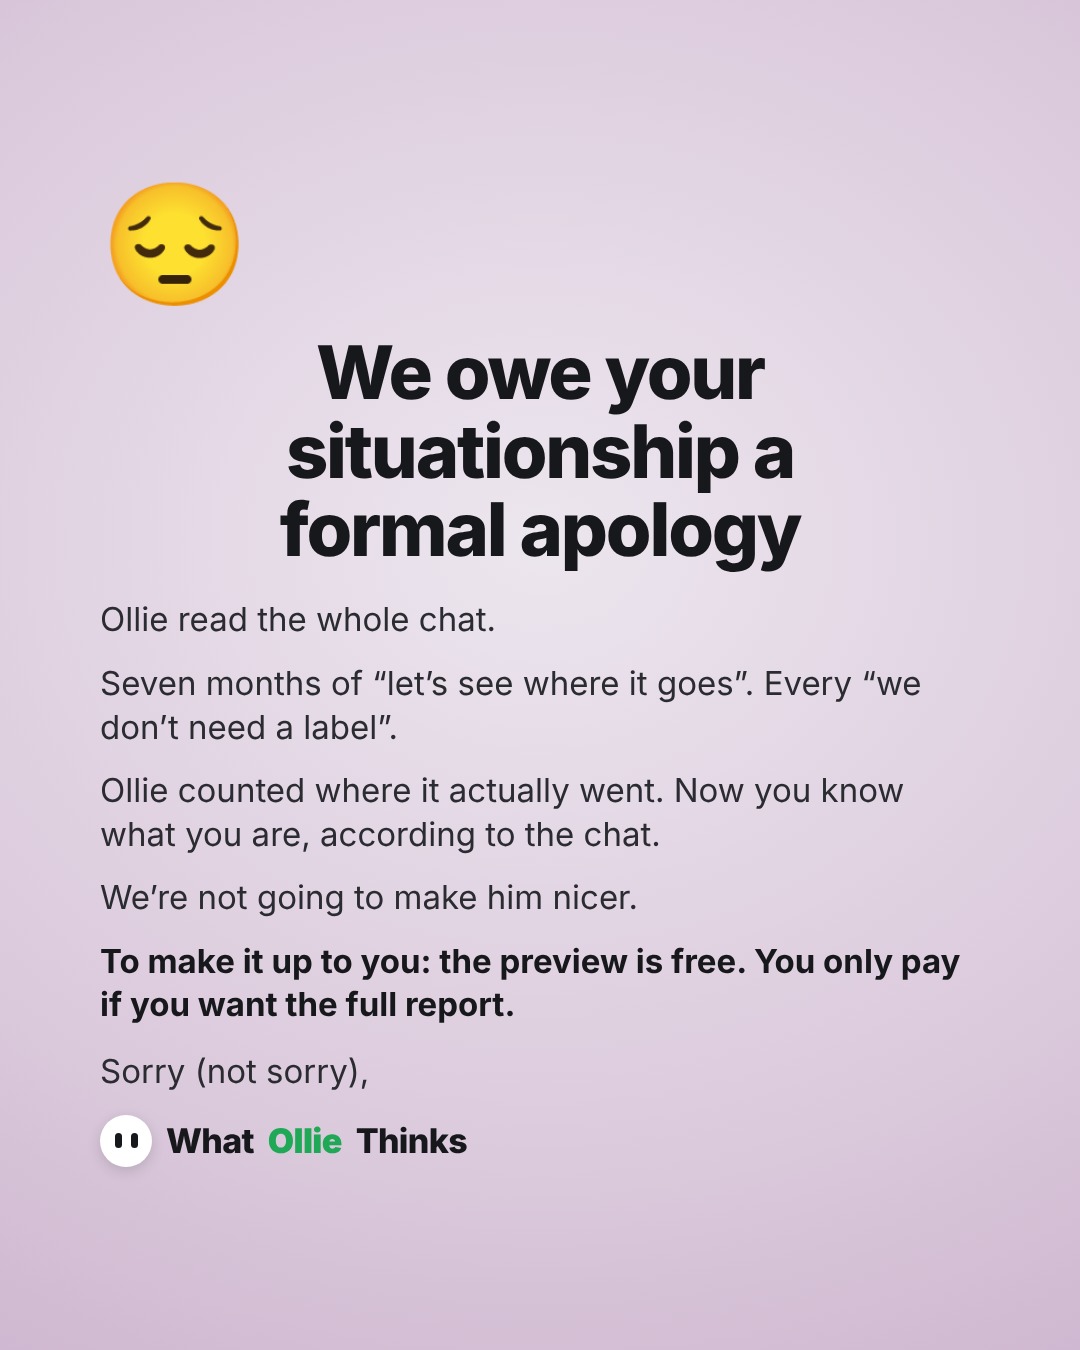 We owe your
situationship a
formal apology
Ollie read the whole chat.
Seven months of “let’s see where it goes”. Every “we
don’t need a label”.
Ollie counted where it actually went. Now you know
what you are, according to the chat.
We’re not going to make him nicer.
To make it up to you: the preview is free. You only pay
if you want the full report.
Sorry (not sorry),
What Ollie Thinks